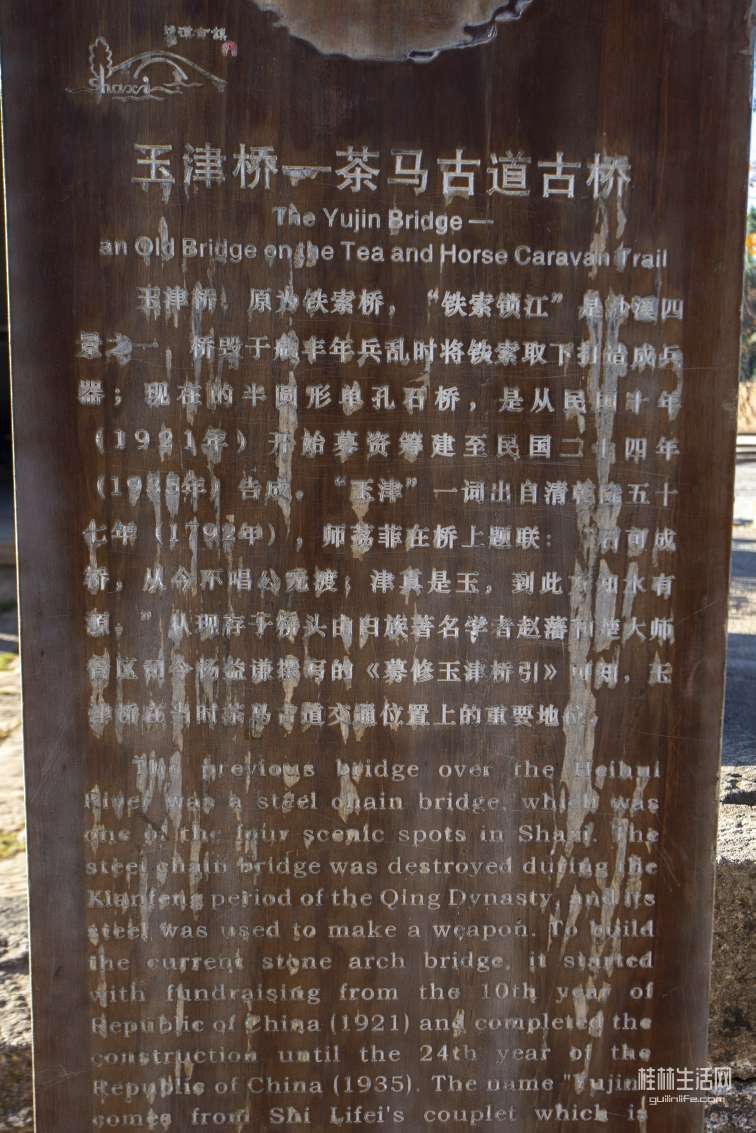 Shaxi
玉津桥—茶马古道古桥
The Yujin Bridge —
an Old Bridge on the Tea and Horse Caravan Trail
玉津桥，原为铁索桥，“铁索锁江”是沙溪四
景之一，桥毁于咸丰年兵乱时将铁索取下打造成兵
器；现在的半圆形单孔石桥，是从民国十年
（1921年）开始募资筹建至民国二十四年
（1935年）告成，“玉津”一词出自清乾隆五十
七年（1792年），师荔菲在桥上题联：石可成
桥，从今不唱公无渡；津真是玉，到此方知水有
源。”从现存于桥头由白族著名学者赵藩和楚大师
管区司令杨益谦撰写的《募修玉津桥引》可知，玉
津桥在当时茶马古道交通位置上的重要地位。
The previous bridge over the Heihui
River was a steel chain bridge, which was
one of the four scenic spots in Shaxi. The
steel chain bridge was destroyed during the
Xianfeng period of the Qing Dynasty, and its
steel was used to make a weapon. To build
the current stone arch bridge, it started
with fundraising from the 10th year of
Republic of China (1921) and completed the
construction until the 24th year of the
Republic of China (1935). The name "Yujin"
comes from Shi Lifei's couplet which is
桂林生活网
guilinlife.com